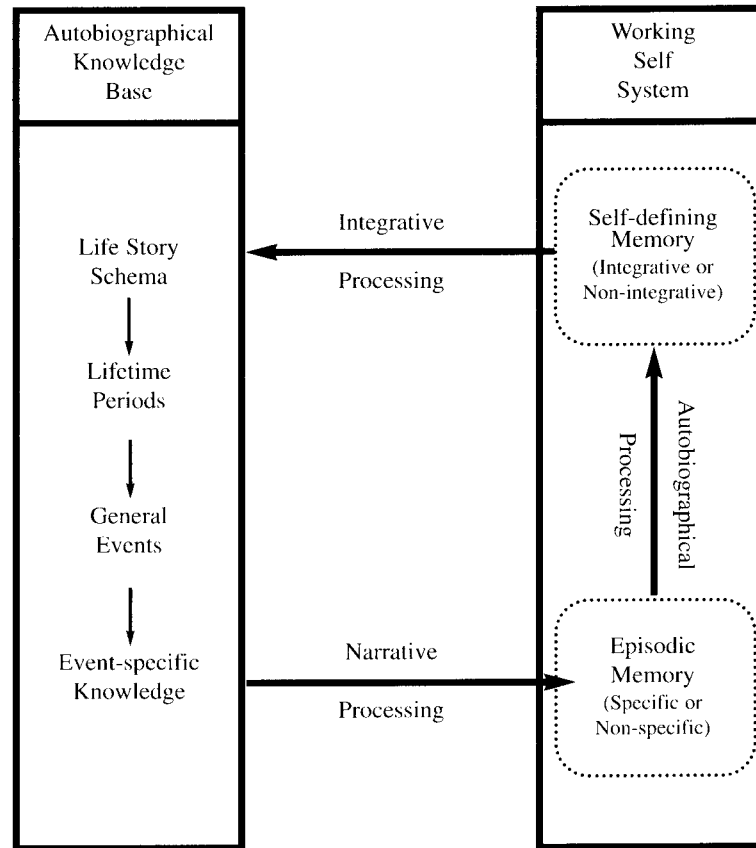 Autobiographical
Knowledge
Base
Working
Self
System
Integrative
Processing
Self-defining
Memory
(Integrative or
Non-integrative)
Life Story
Schema
Lifetime
Periods
Autobiographical
Processing
General
Events
Event-specific
Knowledge
Narrative
Processing
Episodic
Memory
(Specific or
Non-specific)